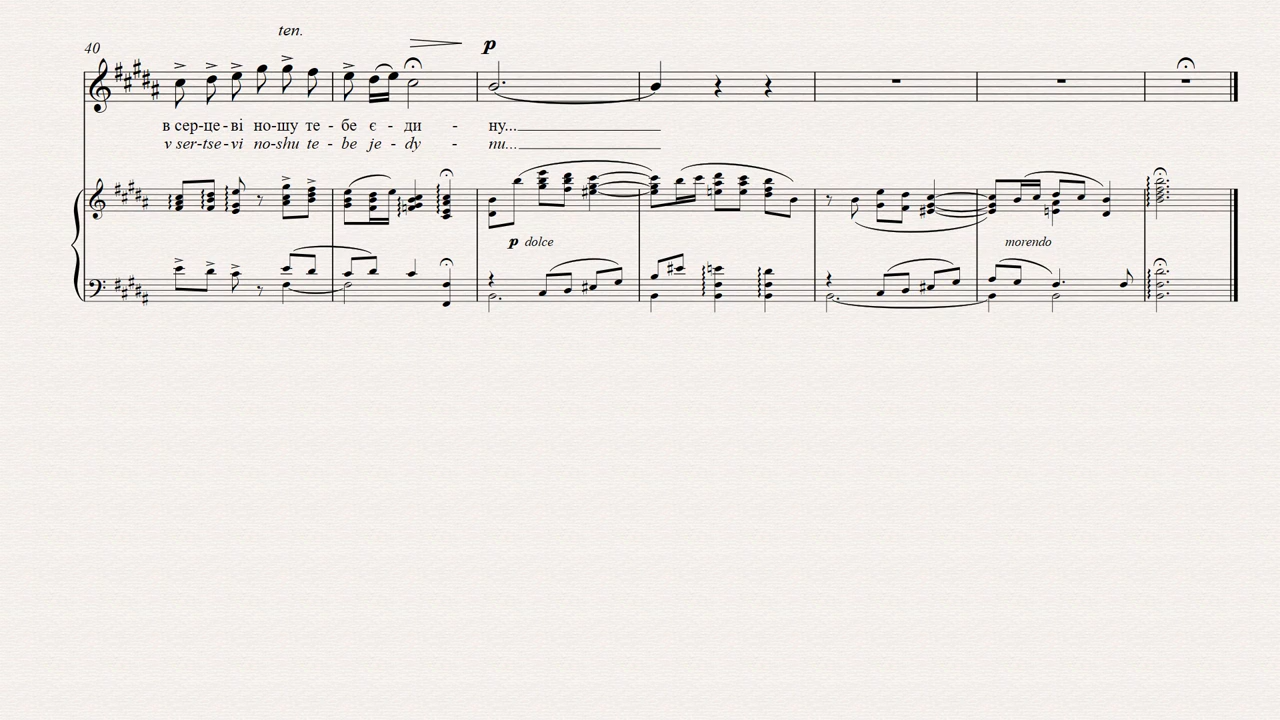 ten.
40
p
в сер-це-ві но-шу те - бе є - ди - ну...
v ser-tse-vi no-shu te - be je - dy - nu...
p dolce
morendo